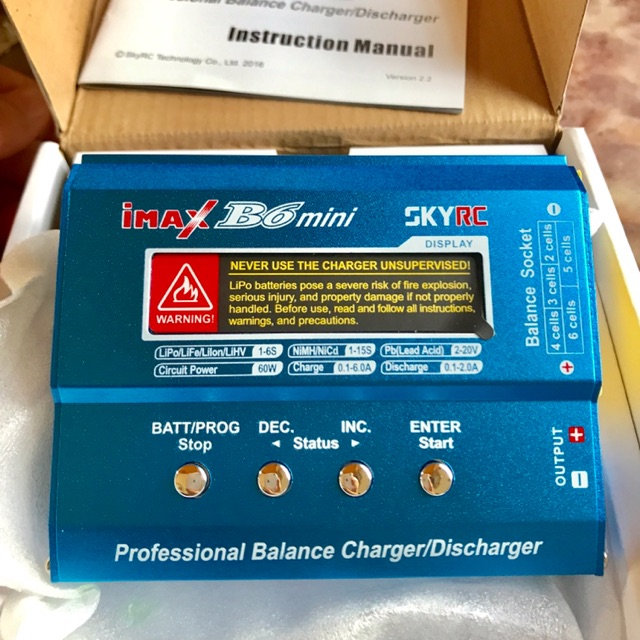 Professional Balance Charger/Discharger
Instruction Manual
© SkyRC Technology Co., Ltd. 2016
Version 2.2
iMAX B6 mini
SKYRC
DISPLAY
WARNING!
NEVER USE THE CHARGER UNSUPERVISED!
LiPo batteries pose a severe risk of fire explosion,
serious injury, and property damage if not properly
handled. Before use, read and follow all instructions,
warnings, and precautions.
LiPo/LiFe/LiIon/LiHV 1-6S
NiMH/NiCd 1-15S
Pb(Lead Acid) 2-20V
Circuit Power 60W
Charge 0.1-6.0A
Discharge 0.1-2.0A
Balance Socket
4 cells 3 cells 2 cells
6 cells 5 cells
BATT/PROG
Stop
DEC.
INC.
◄ Status ►
ENTER
Start
OUTPUT
Professional Balance Charger/Discharger